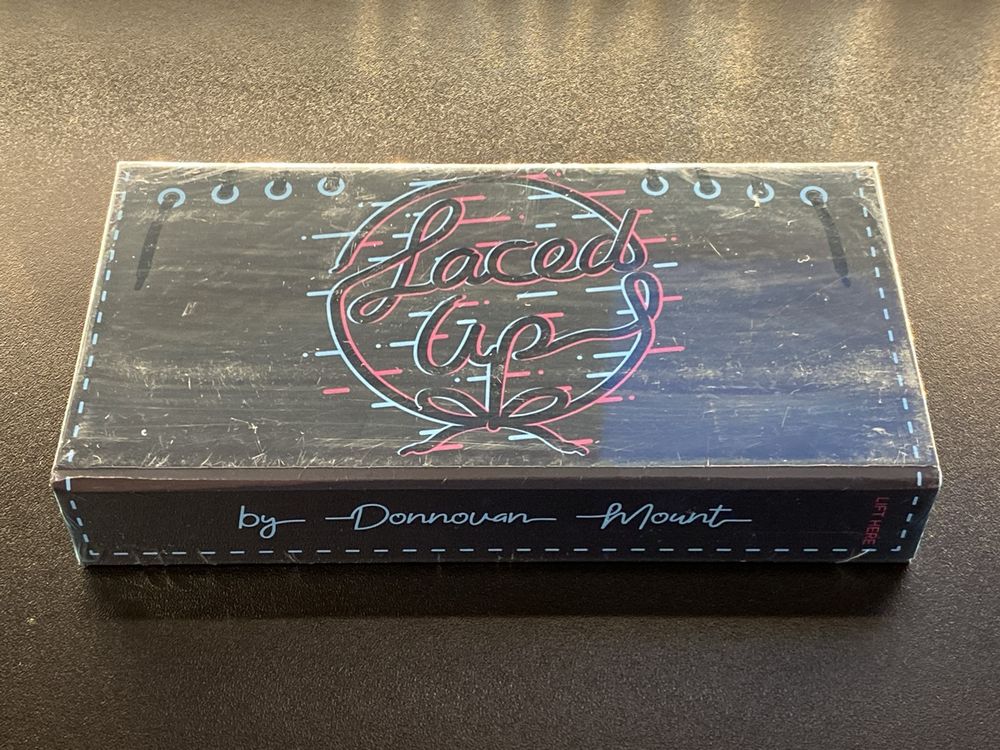 Laced
Up
by Donnovan Mount
LIFT HERE